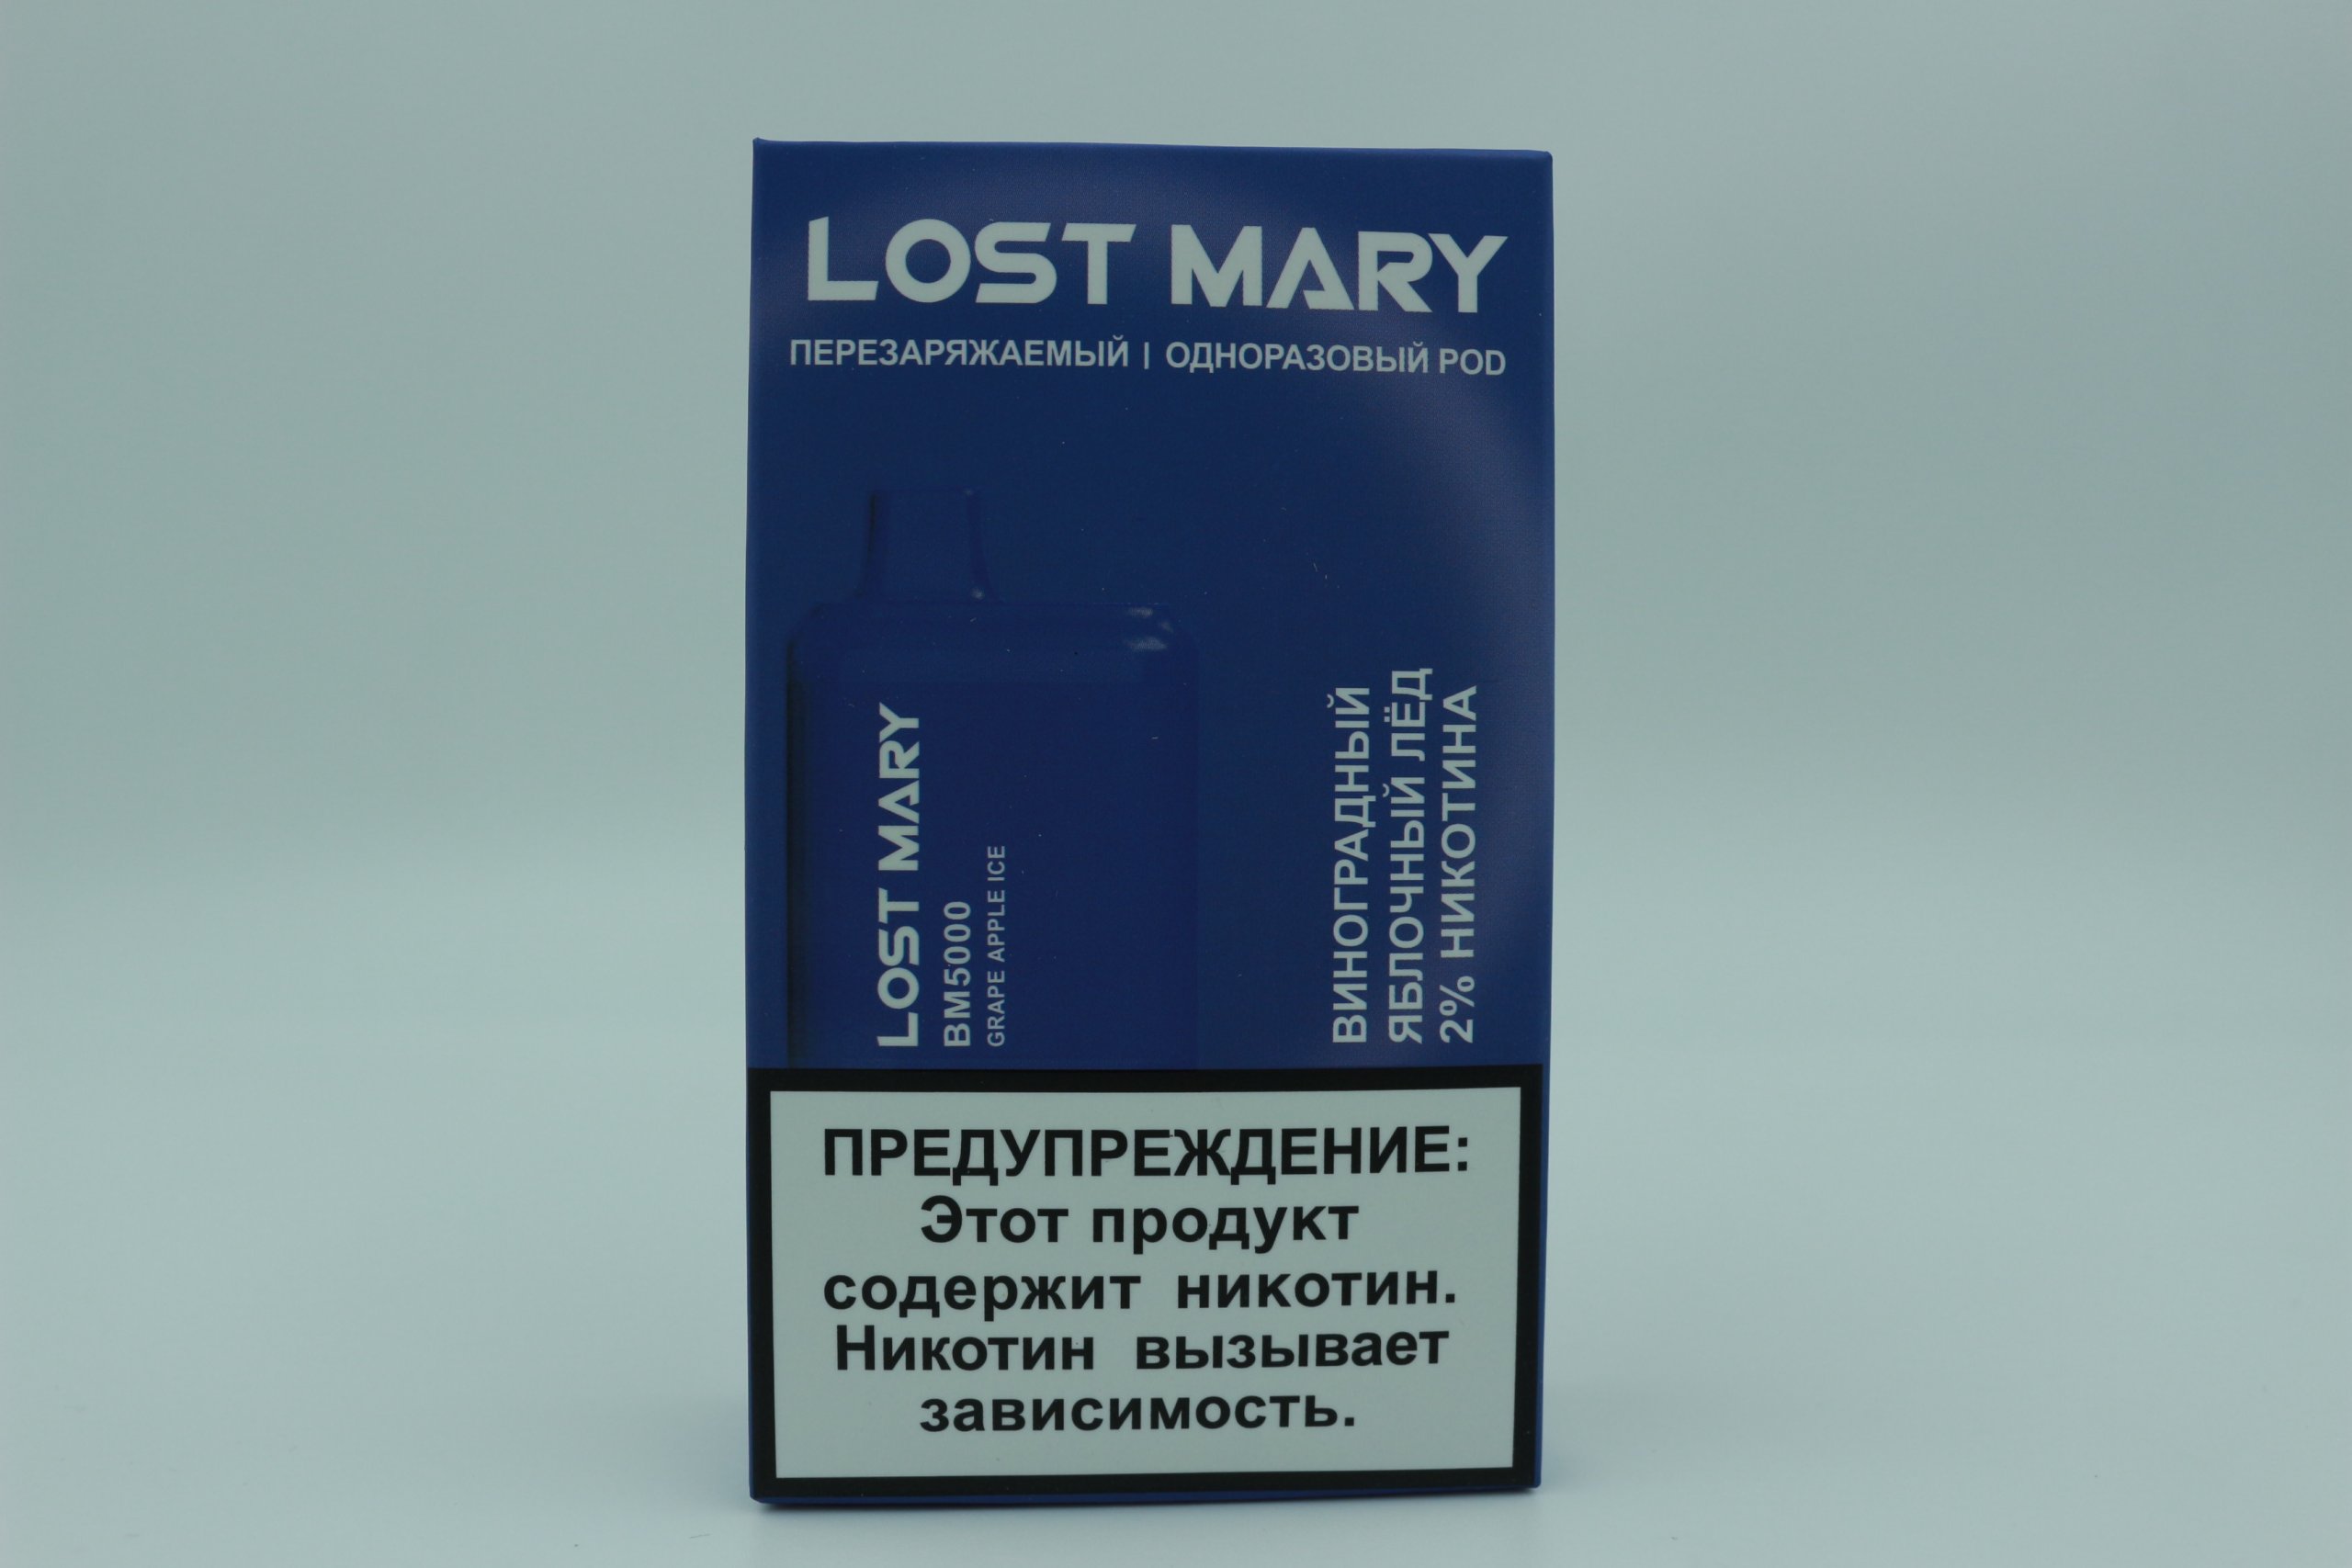 LOST MARY
ПЕРЕЗАРЯЖАЕМЫЙ | ОДНОРАЗОВЫЙ POD
LOST MARY
BM5000
GRAPE APPLE ICE
ВИНОГРАДНЫЙ
ЯБЛОЧНЫЙ ЛЁД
2% НИКОТИНА
ПРЕДУПРЕЖДЕНИЕ:
Этот продукт
содержит никотин.
Никотин вызывает
зависимость.